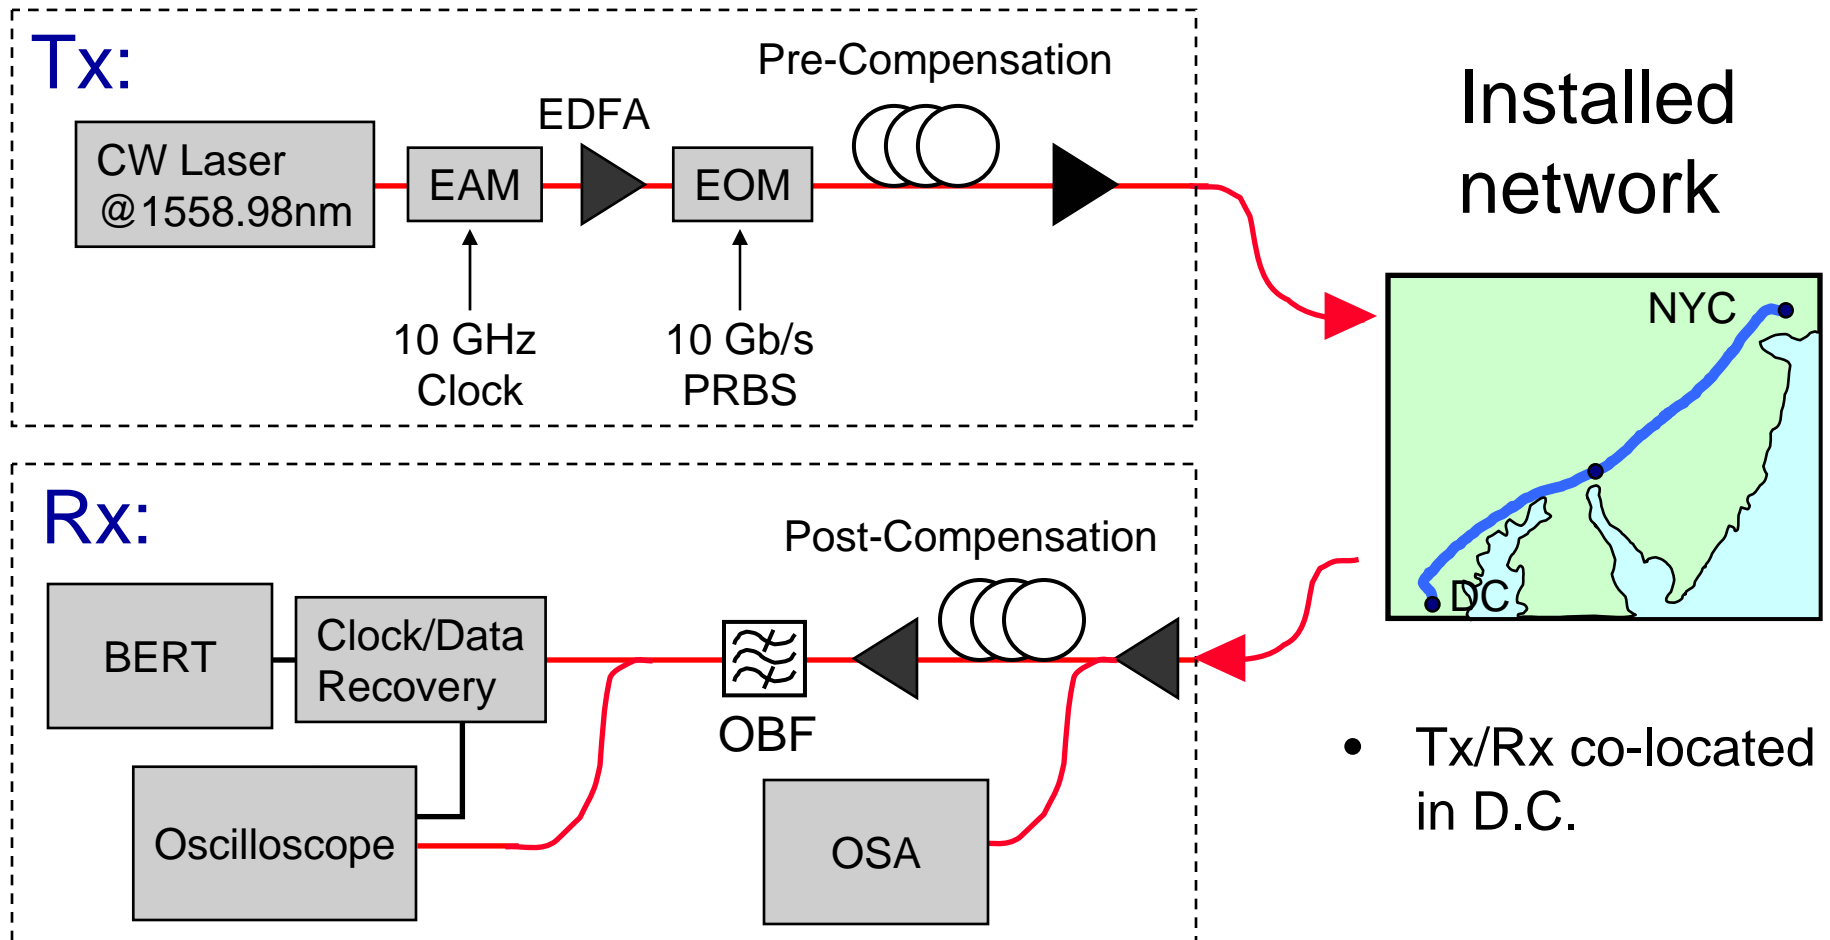 Tx:
Pre-Compensation
EDFA
CW Laser
@1558.98nm
EAM
EOM
10 GHz
Clock
10 Gb/s
PRBS
Installed
network
NYC
DC
Rx:
Post-Compensation
BERT
Clock/Data
Recovery
OBF
Oscilloscope
OSA
• Tx/Rx co-located
in D.C.